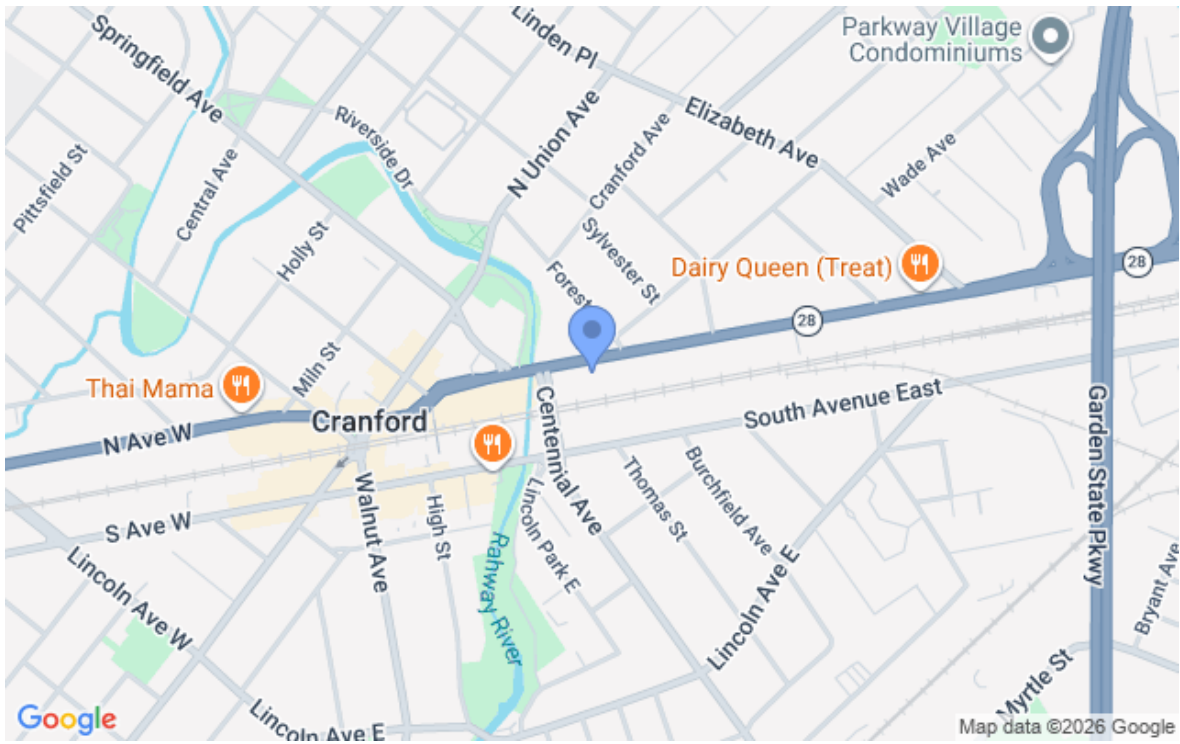 Springfield Ave
Linden Pl
Parkway Village
Condominiums
N Union Ave
Riverside Dr
Cranford Ave
Elizabeth Ave
Wade Ave
Pittsfield St
Central Ave
Holly St
Sylvester St
Forest
Dairy Queen (Treat)
28
28
Miln St
Thai Mama
Cranford
N Ave W
Centennial Ave
South Avenue East
Garden State Pkwy
S Ave W
Walnut Ave
High St
Lincoln Park E
Thomas St
Burchfield Ave
Rahway River
Lincoln Ave W
Lincoln Ave E
Lincoln Ave E
Bryant Ave
Myrtle St
Google
Map data ©2026 Google